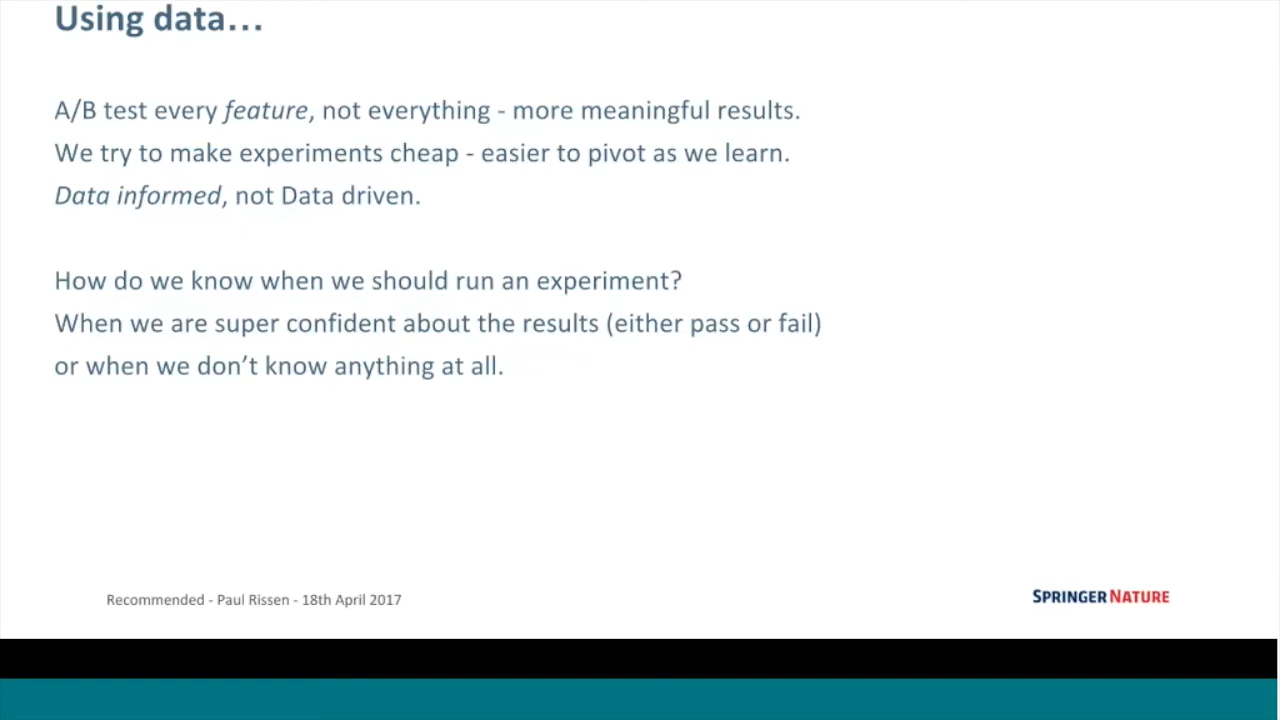 Using data…
A/B test every feature, not everything - more meaningful results.
We try to make experiments cheap - easier to pivot as we learn.
Data informed, not Data driven.
How do we know when we should run an experiment?
When we are super confident about the results (either pass or fail)
or when we don’t know anything at all.
Recommended - Paul Rissen - 18th April 2017
SPRINGER NATURE